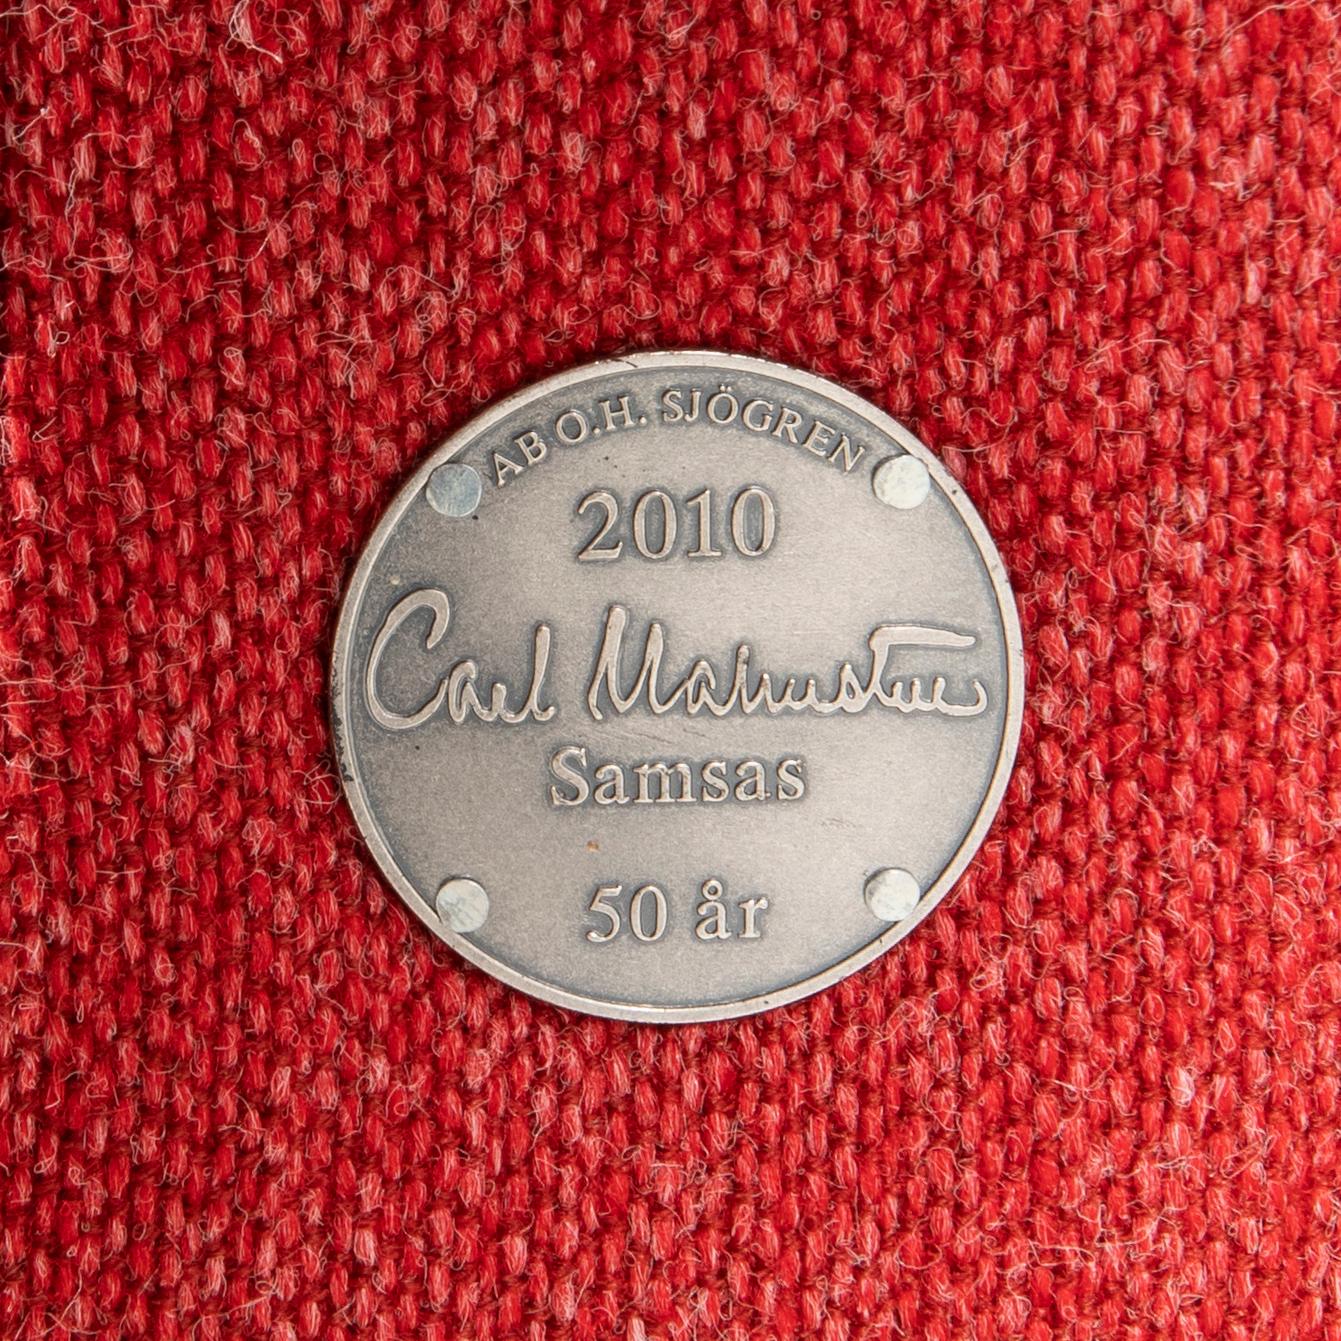 AB O.H. SJÖGREN
2010
Carl Malmsten
Samsas
50 år